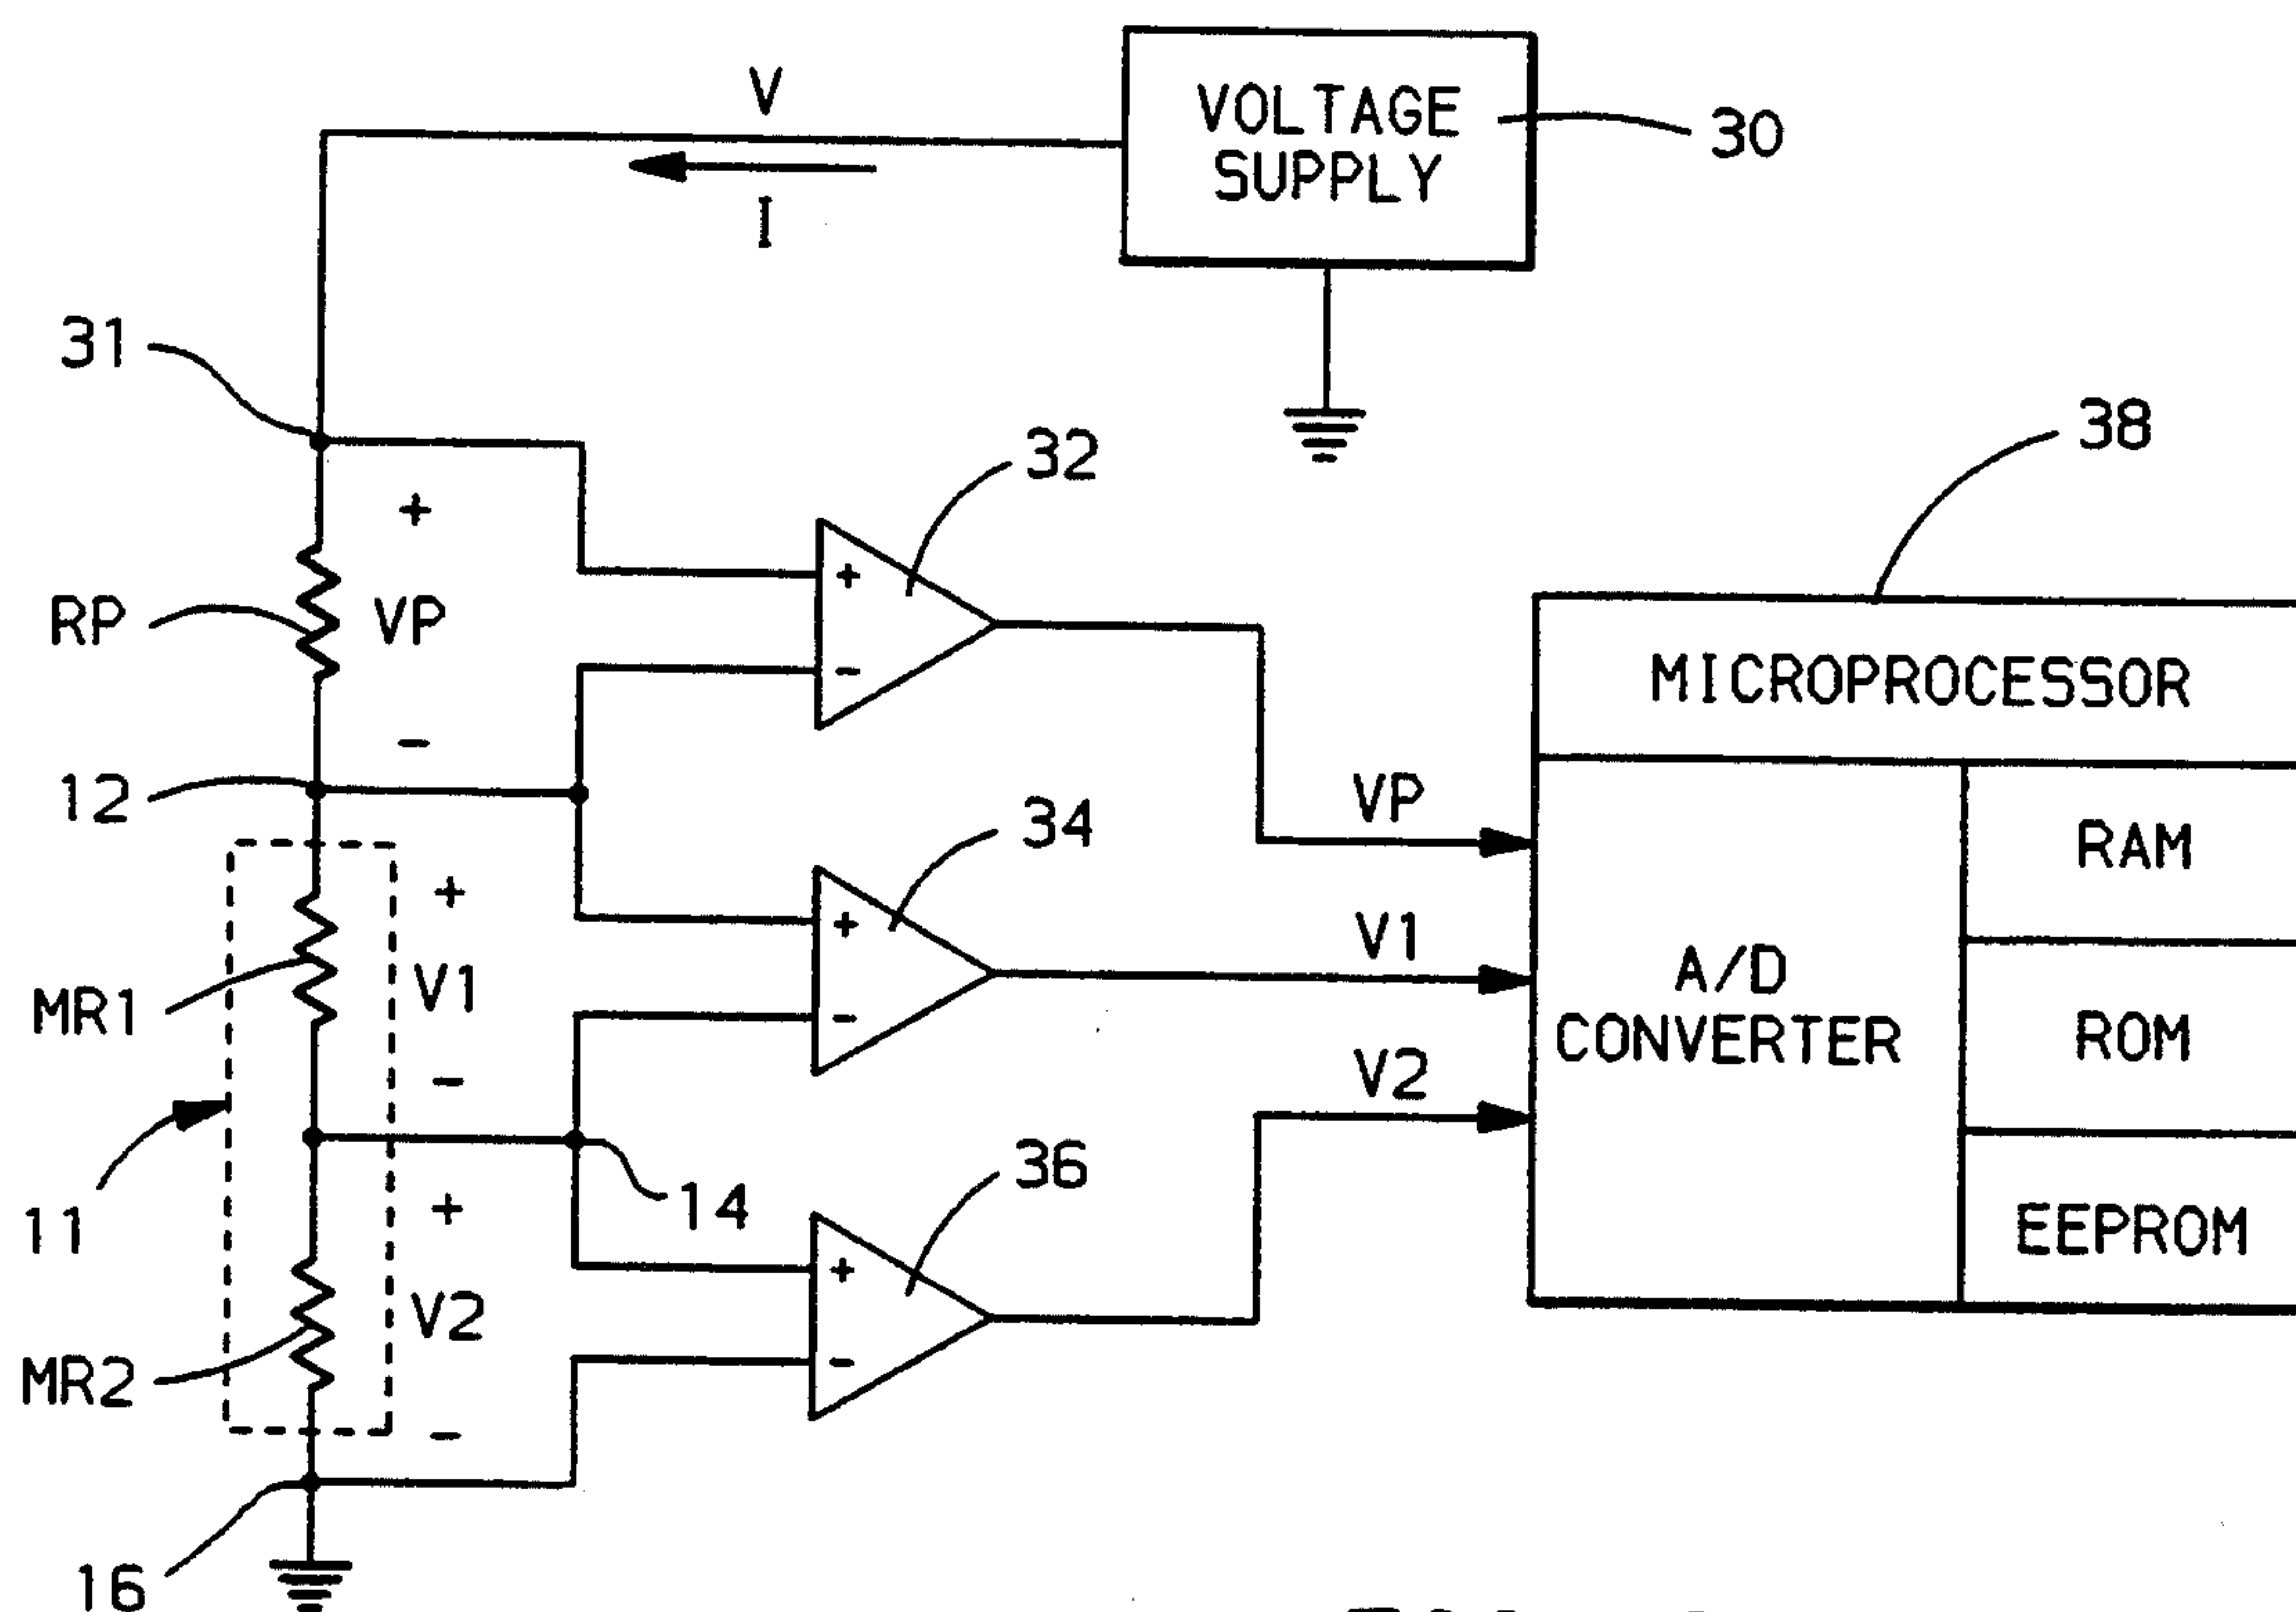 V
VOLTAGE
SUPPLY
30
I
31
32
38
+
+
RP
VP
-
MICROPROCESSOR
-
12
VP
34
RAM
+
+
V1
MR1
V1
A/D
CONVERTER
-
ROM
-
V2
36
11
+
14
+
EEPROM
V2
MR2
-
-
16